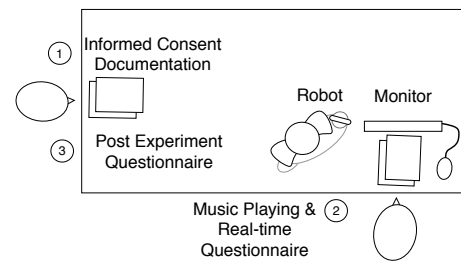 1
Informed Consent
Documentation
Robot
Monitor
3
Post Experiment
Questionnaire
Music Playing &
2
Real-time
Questionnaire